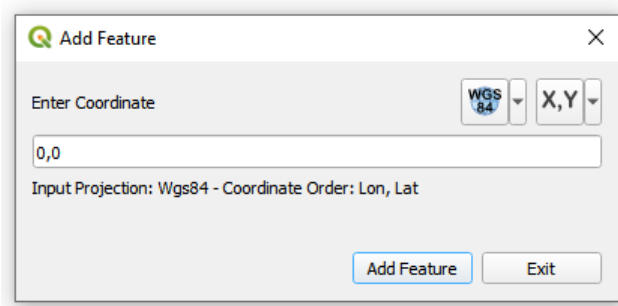 Add Feature
Enter Coordinate
WGS
84
X,Y
0,0
Input Projection: Wgs84 - Coordinate Order: Lon, Lat
Add Feature
Exit